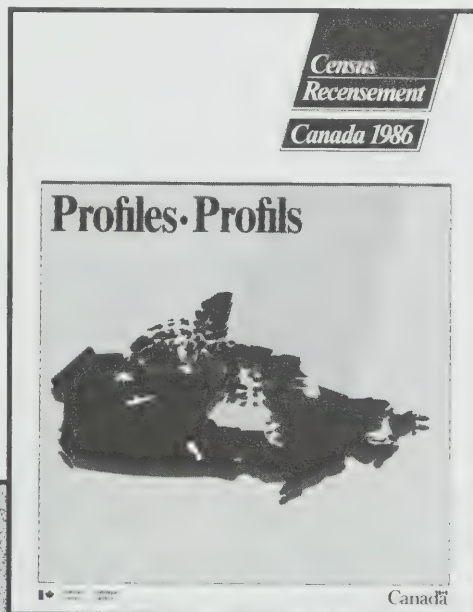 Census
Recensement
Canada 1986
Profiles • Profils
Canada